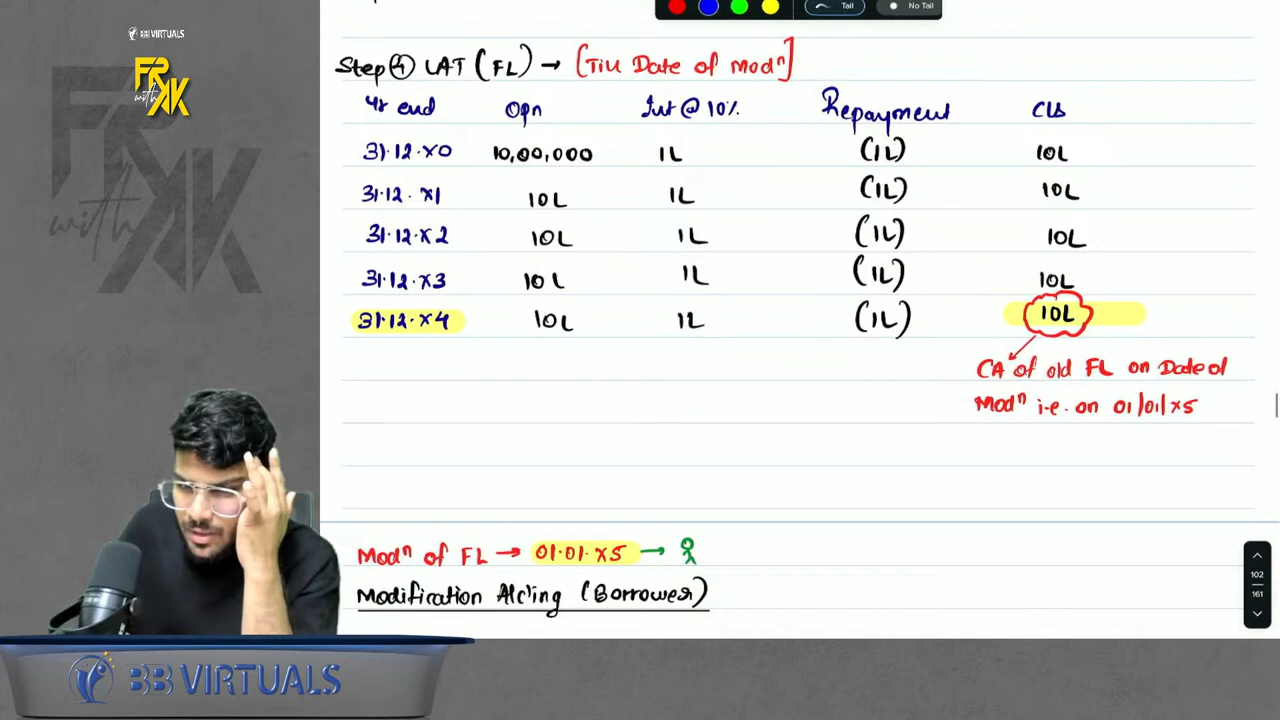 Tail
No Tail
BB VIRTUALS
FR
with
AK
Step ④ LAT (FL) → [Till Date of Modⁿ]
Yr end Opn Int @ 10% Repayment Clb
31.12.x0 10,00,000 1L (1L) 10L
31.12.x1 10L 1L (1L) 10L
31.12.x2 10L 1L (1L) 10L
31.12.x3 10L 1L (1L) 10L
31.12.x4 10L 1L (1L) 10L
CA of old FL on Date of
Modⁿ i.e. on 01/01/x5
Modⁿ of FL → 01.01.x5 →
Modification A/c'ing (Borrower)
102
161
BB VIRTUALS